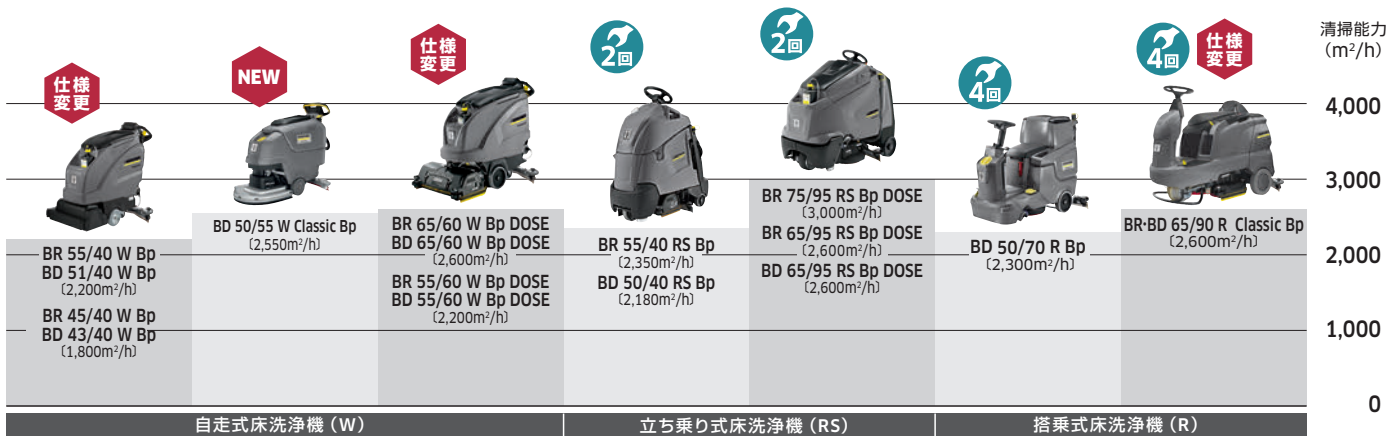 清掃能力
(m²/h)
仕様
変更
NEW
仕様
変更
2回
2回
4回
4回
仕様
変更
4,000
3,000
2,000
1,000
0
BR 55/40 W Bp
BD 51/40 W Bp
〔2,200m²/h〕
BR 45/40 W Bp
BD 43/40 W Bp
〔1,800m²/h〕
BD 50/55 W Classic Bp
〔2,550m²/h〕
BR 65/60 W Bp DOSE
BD 65/60 W Bp DOSE
〔2,600m²/h〕
BR 55/60 W Bp DOSE
BD 55/60 W Bp DOSE
〔2,200m²/h〕
BR 55/40 RS Bp
〔2,350m²/h〕
BD 50/40 RS Bp
〔2,180m²/h〕
BR 75/95 RS Bp DOSE
〔3,000m²/h〕
BR 65/95 RS Bp DOSE
〔2,600m²/h〕
BD 65/95 RS Bp DOSE
〔2,600m²/h〕
BD 50/70 R Bp
〔2,300m²/h〕
BR・BD 65/90 R Classic Bp
〔2,600m²/h〕
自走式床洗浄機（W）
立ち乗り式床洗浄機（RS）
搭乗式床洗浄機（R）